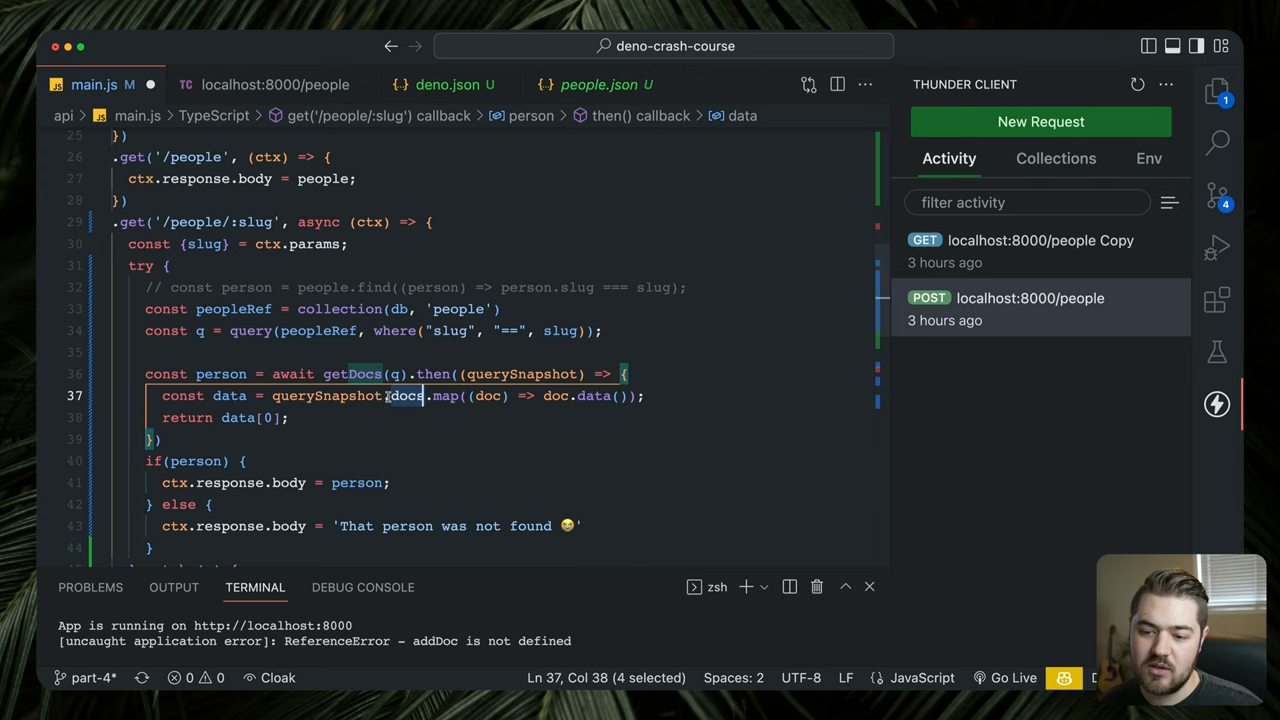 deno-crash-course
main.js M
TC localhost:8000/people
{..} deno.json U
{..} people.json U
THUNDER CLIENT
api > main.js > TypeScript > get('/people/:slug') callback > person > then() callback > data
New Request
Activity
Collections
Env
filter activity
GET localhost:8000/people Copy
3 hours ago
POST localhost:8000/people
3 hours ago
1
4
25 })
26 .get('/people', (ctx) => {
27 ctx.response.body = people;
28 })
29 .get('/people/:slug', async (ctx) => {
30 const {slug} = ctx.params;
31 try {
32 // const person = people.find((person) => person.slug === slug);
33 const peopleRef = collection(db, 'people')
34 const q = query(peopleRef, where("slug", "==", slug));
35
36 const person = await getDocs(q).then((querySnapshot) => {
37 const data = querySnapshot.docs.map((doc) => doc.data());
38 return data[0];
39 })
40 if(person) {
41 ctx.response.body = person;
42 } else {
43 ctx.response.body = 'That person was not found 😭'
44 }
PROBLEMS
OUTPUT
TERMINAL
DEBUG CONSOLE
zsh
App is running on http://localhost:8000
[uncaught application error]: ReferenceError - addDoc is not defined
part-4*
0
0
Cloak
Ln 37, Col 38 (4 selected)
Spaces: 2
UTF-8
LF
JavaScript
Go Live